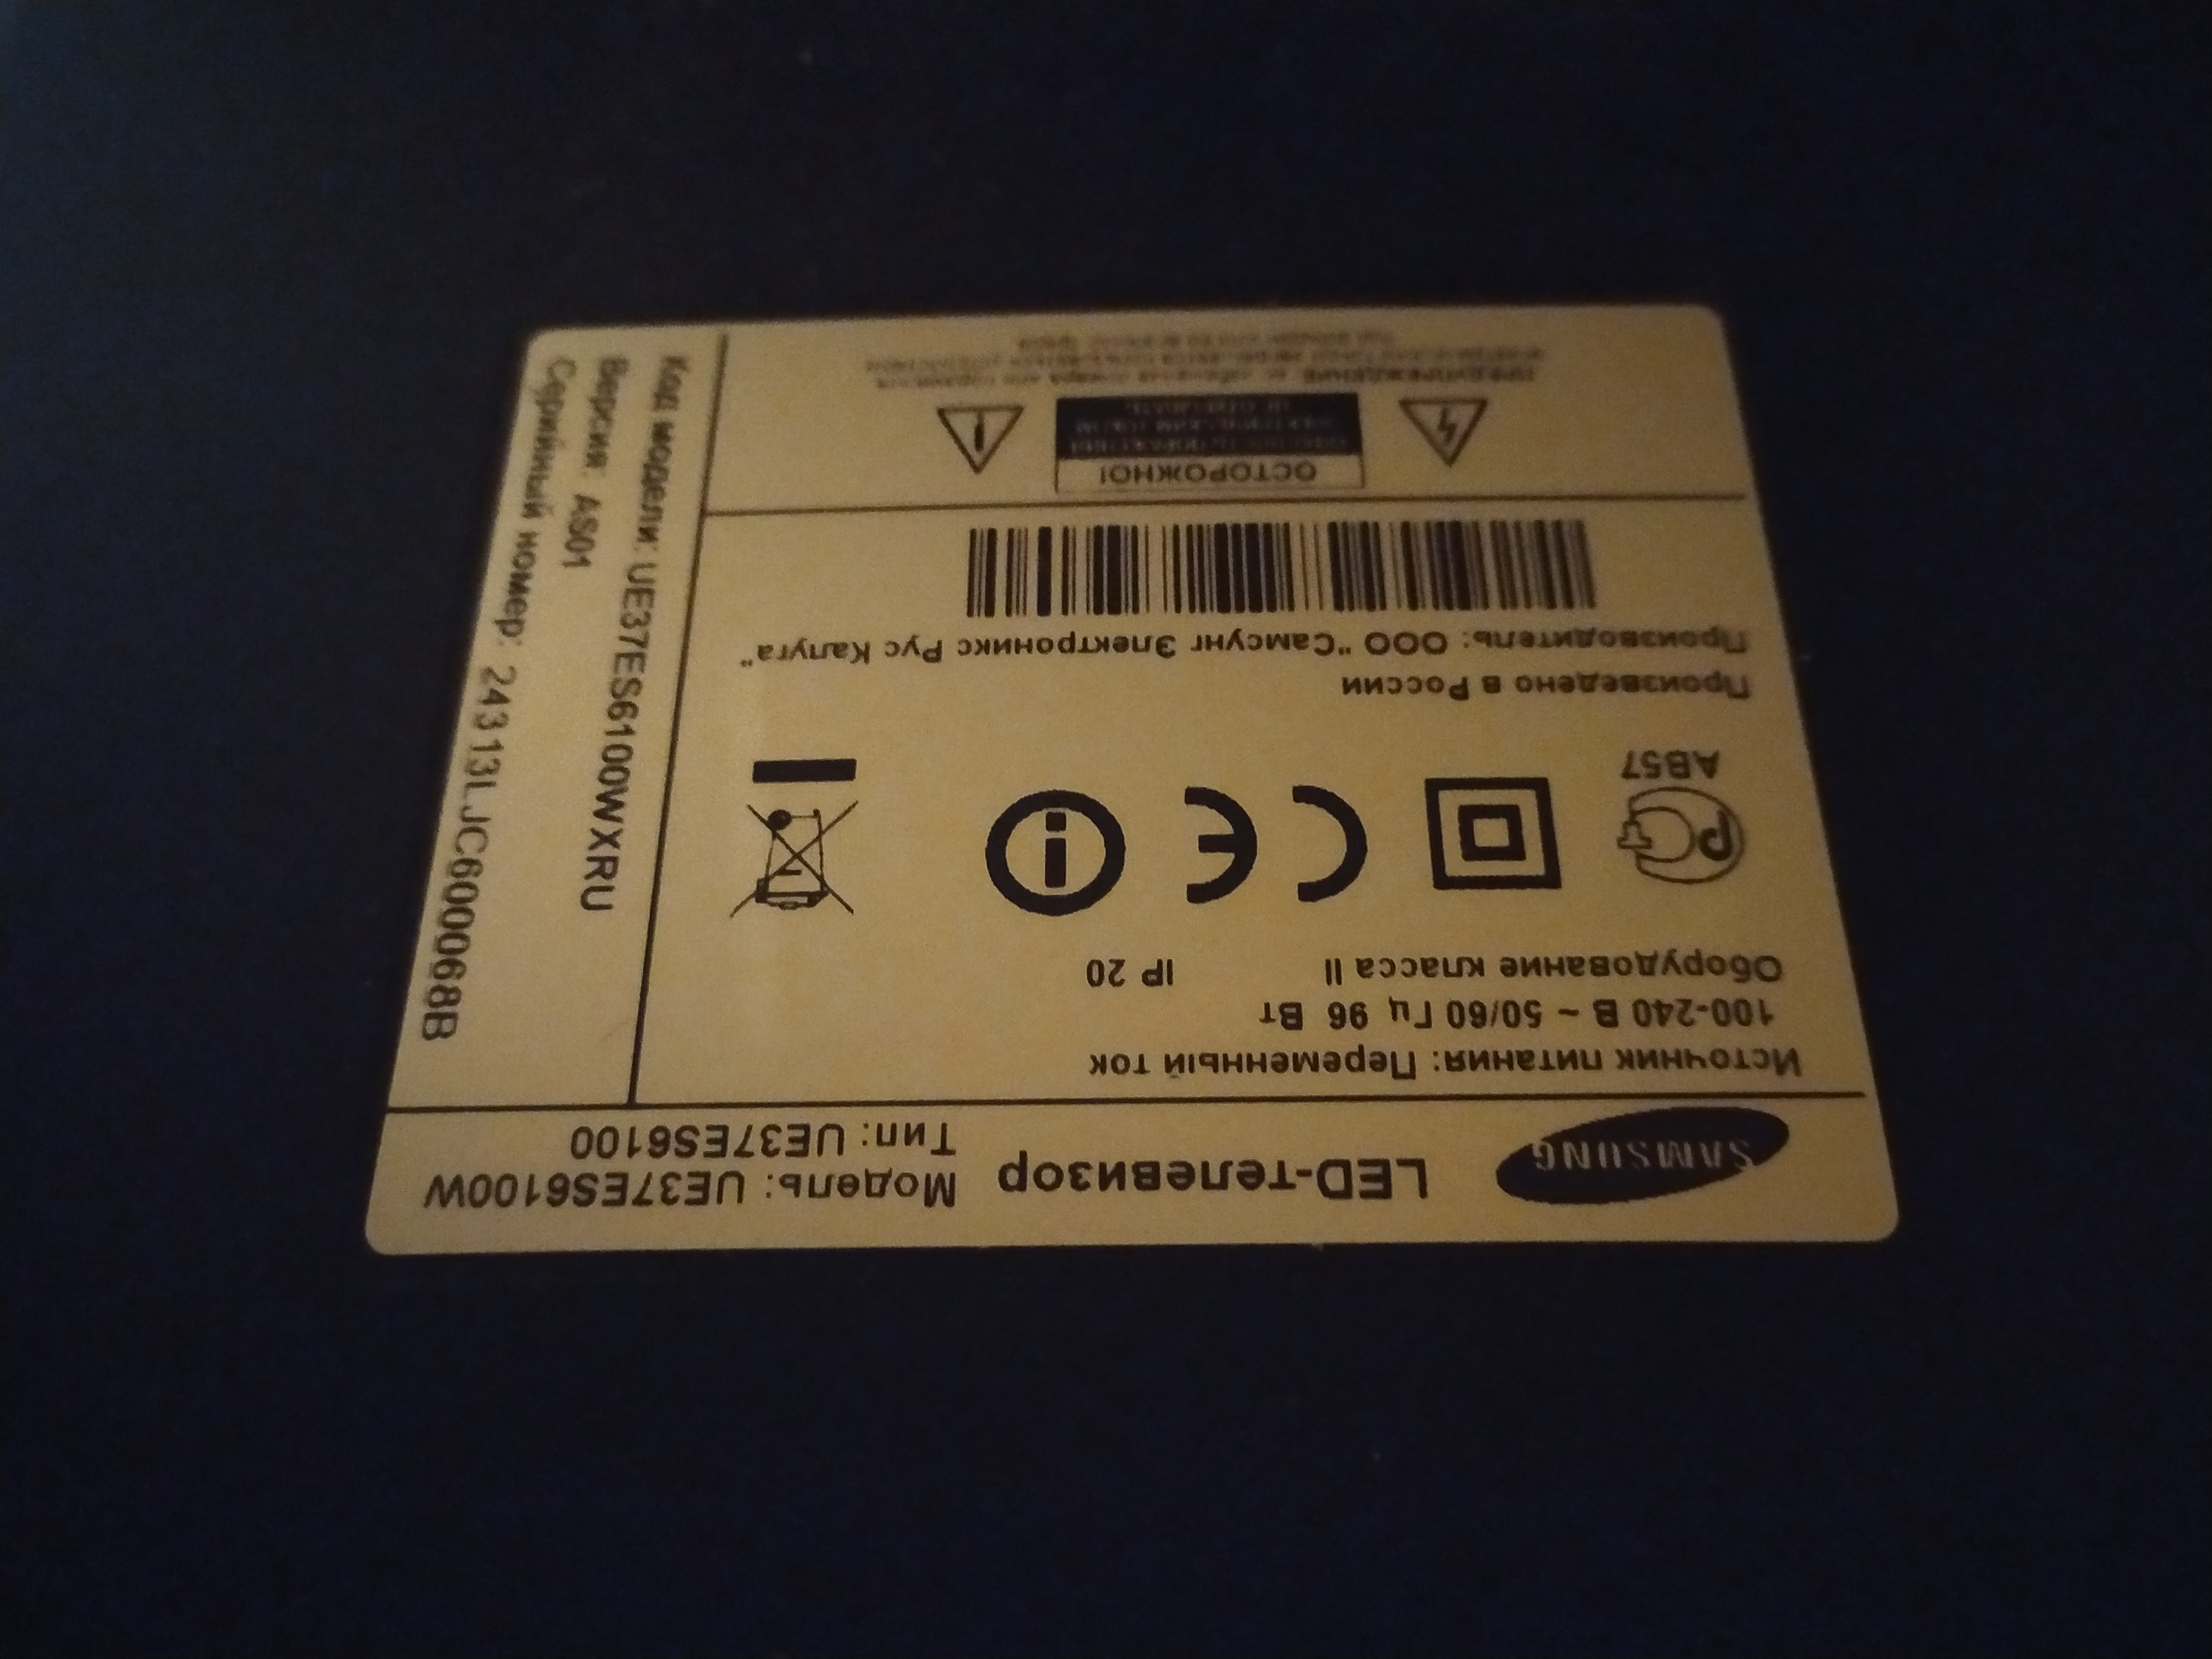 SAMSUNG
LED-телевизор
Модель: UE37ES6100W
Тип: UE37ES6100
Источник питания: Переменный ток
100-240 В ~ 50/60 Гц 96 Вт
Оборудование класса II IP 20
АВ57
Произведено в России
Производитель: ООО "Самсунг Электроникс Рус Калуга"
ОСТОРОЖНО!
ПРЕДУПРЕЖДЕНИЕ:
Код модели: UE37ES6100WXRU
Версия: AS01
Серийный номер: 24313LJC600068B